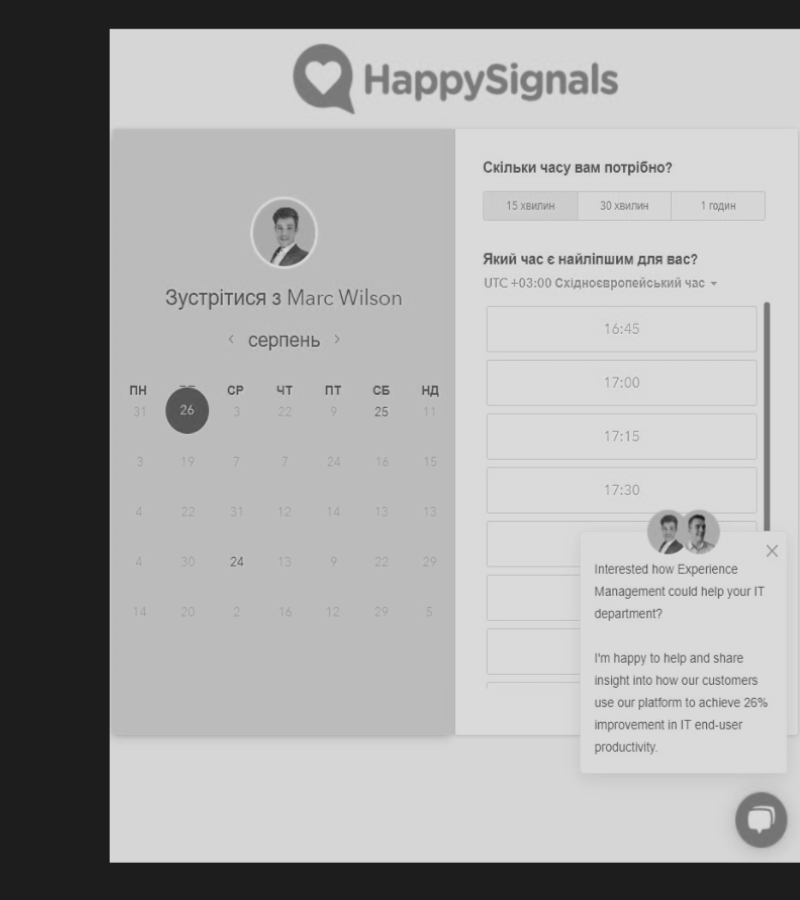 HappySignals
Скільки часу вам потрібно?
15 хвилин 30 хвилин 1 годин
Зустрітися з Marc Wilson
серпень
ПН СР ЧТ ПТ СБ НД
31 26 3 22 9 25 11
3 19 7 7 24 16 15
4 22 31 12 14 13 13
4 30 24 13 9 22 29
14 20 2 16 12 29 5
Який час є найліпшим для вас?
UTC +03:00 Східноєвропейський час
16:45
17:00
17:15
17:30
Interested how Experience
Management could help your IT
department?
I'm happy to help and share
insight into how our customers
use our platform to achieve 26%
improvement in IT end-user
productivity.